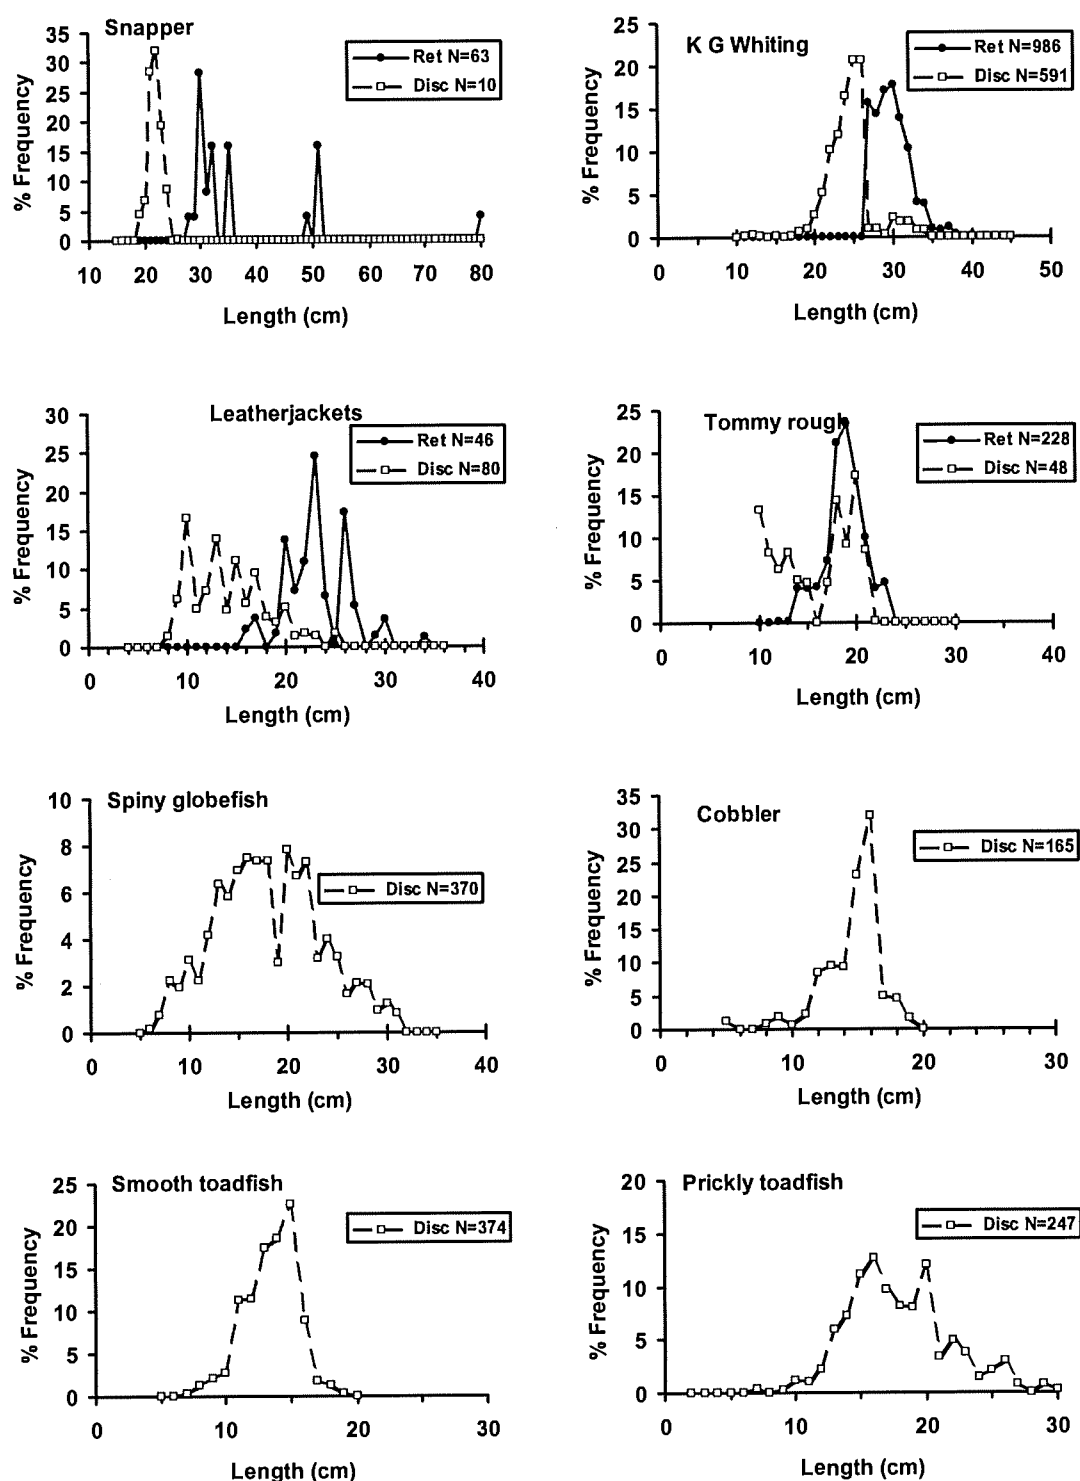 Snapper
% Frequency
35
30
25
20
15
10
5
0
Ret N=63
Disc N=10
10 20 30 40 50 60 70 80
Length (cm)
K G Whiting
% Frequency
25
20
15
10
5
0
Ret N=986
Disc N=591
0 10 20 30 40 50
Length (cm)
Leatherjackets
% Frequency
30
25
20
15
10
5
0
Ret N=46
Disc N=80
0 10 20 30 40
Length (cm)
Tommy rough
% Frequency
25
20
15
10
5
0
Ret N=228
Disc N=48
0 10 20 30 40
Length (cm)
Spiny globefish
% Frequency
10
8
6
4
2
0
Disc N=370
0 10 20 30 40
Length (cm)
Cobbler
% Frequency
35
30
25
20
15
10
5
0
Disc N=165
0 10 20 30
Length (cm)
Smooth toadfish
% Frequency
25
20
15
10
5
0
Disc N=374
0 10 20 30
Length (cm)
Prickly toadfish
% Frequency
20
15
10
5
0
Disc N=247
0 10 20 30
Length (cm)